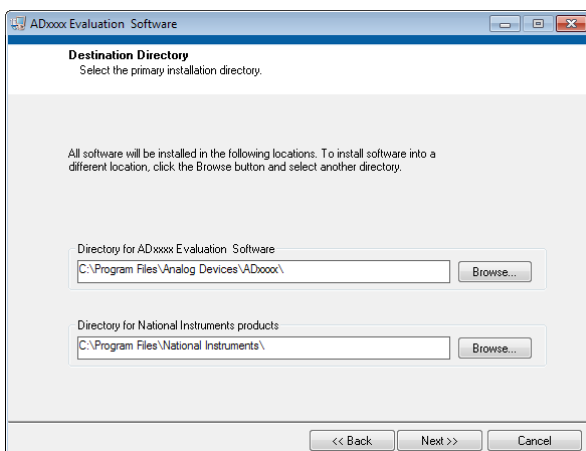 ADxxxx Evaluation Software
Destination Directory
Select the primary installation directory.
All software will be installed in the following locations. To install software into a
different location, click the Browse button and select another directory.
Directory for ADxxxx Evaluation Software
C:\Program Files\Analog Devices\ADxxxx\
Browse...
Directory for National Instruments products
C:\Program Files\National Instruments\
Browse...
<< Back
Next >>
Cancel